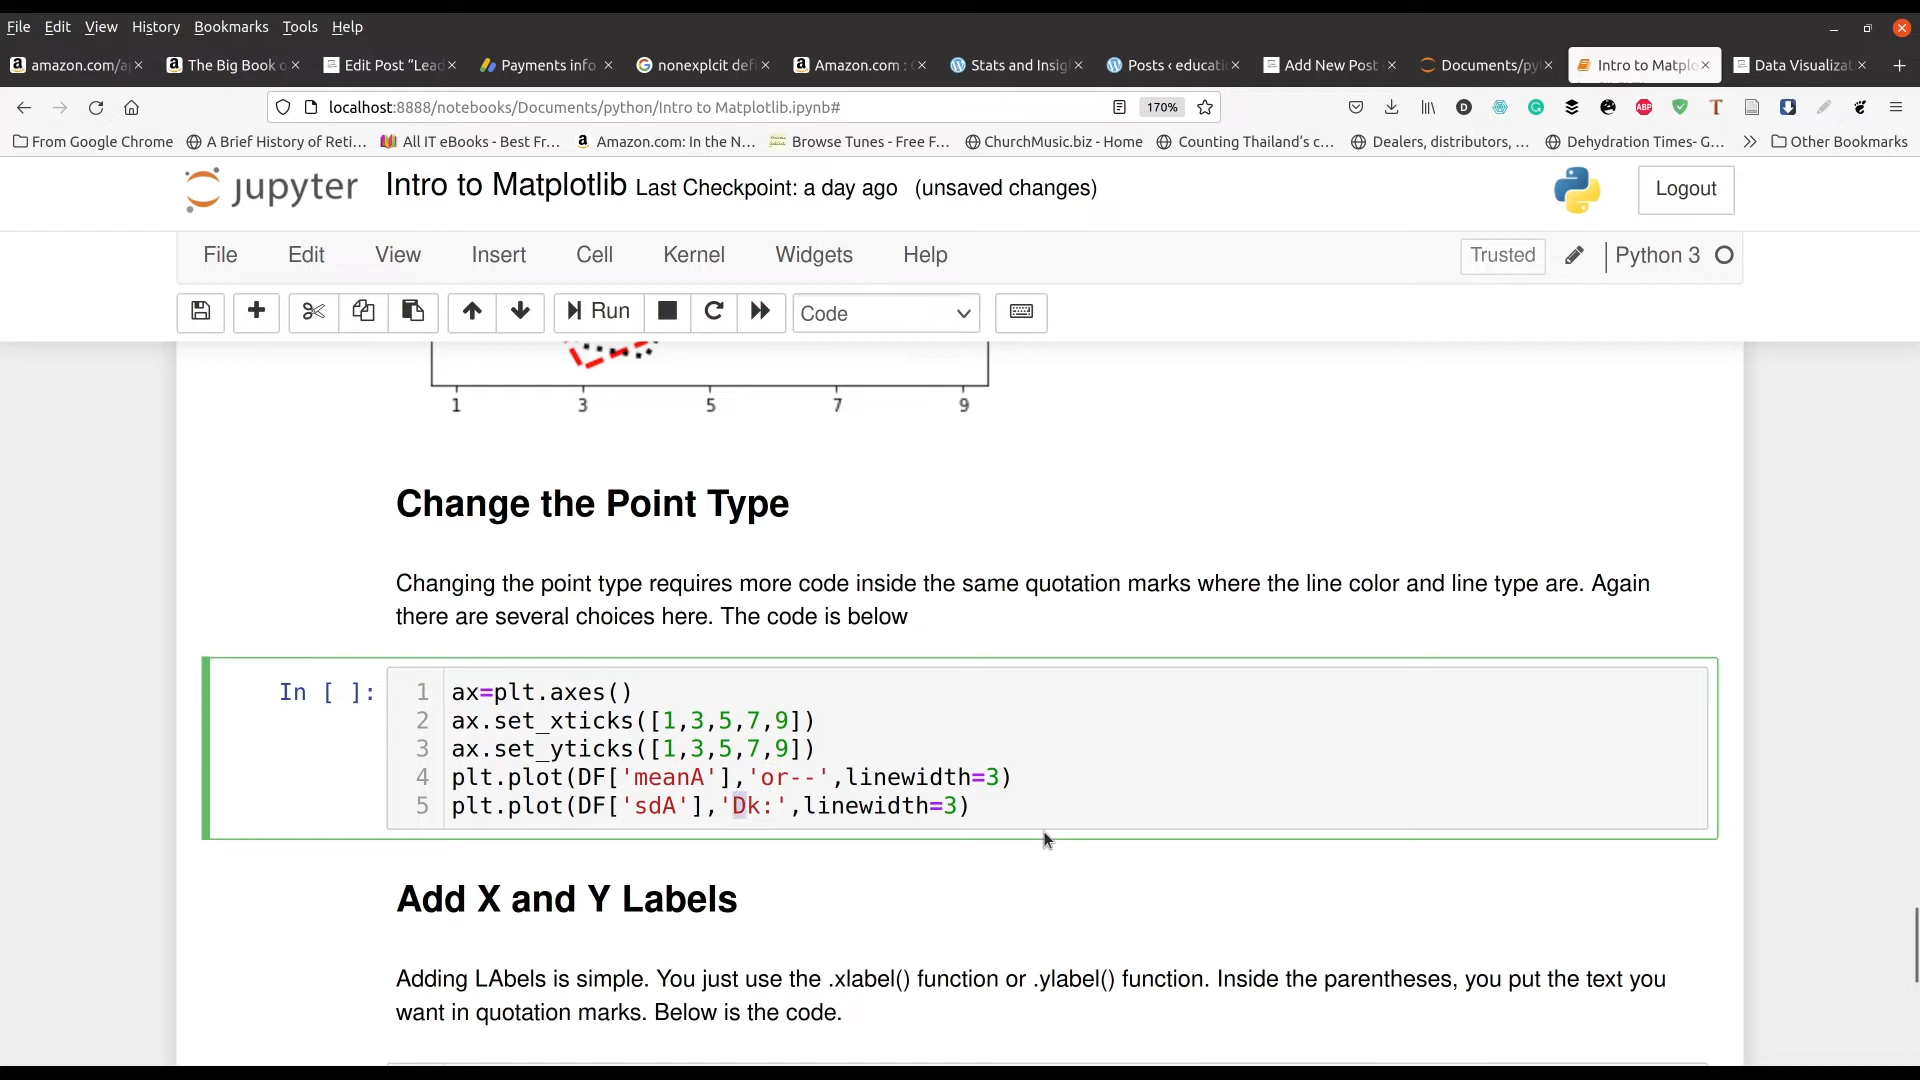 File Edit View History Bookmarks Tools Help
amazon.com/a The Big Book o Edit Post “Lead Payments info nonexplcit def Amazon.com : Stats and Insig Posts ‹ educati Add New Post Documents/py Intro to Matplo Data Visualizat
localhost:8888/notebooks/Documents/python/Intro to Matplotlib.ipynb# 170%
From Google Chrome A Brief History of Reti... All IT eBooks - Best Fr... Amazon.com: In the N... Browse Tunes - Free F... ChurchMusic.biz - Home Counting Thailand’s c... Dealers, distributors, ... Dehydration Times- G... Other Bookmarks
jupyter Intro to Matplotlib Last Checkpoint: a day ago (unsaved changes) Logout
File Edit View Insert Cell Kernel Widgets Help Trusted Python 3
Run Code
1 3 5 7 9
Change the Point Type
Changing the point type requires more code inside the same quotation marks where the line color and line type are. Again
there are several choices here. The code is below
In [ ]: 1 ax=plt.axes()
2 ax.set_xticks([1,3,5,7,9])
3 ax.set_yticks([1,3,5,7,9])
4 plt.plot(DF['meanA'],'or--',linewidth=3)
5 plt.plot(DF['sdA'],'Dk:',linewidth=3)
Add X and Y Labels
Adding LAbels is simple. You just use the .xlabel() function or .ylabel() function. Inside the parentheses, you put the text you
want in quotation marks. Below is the code.